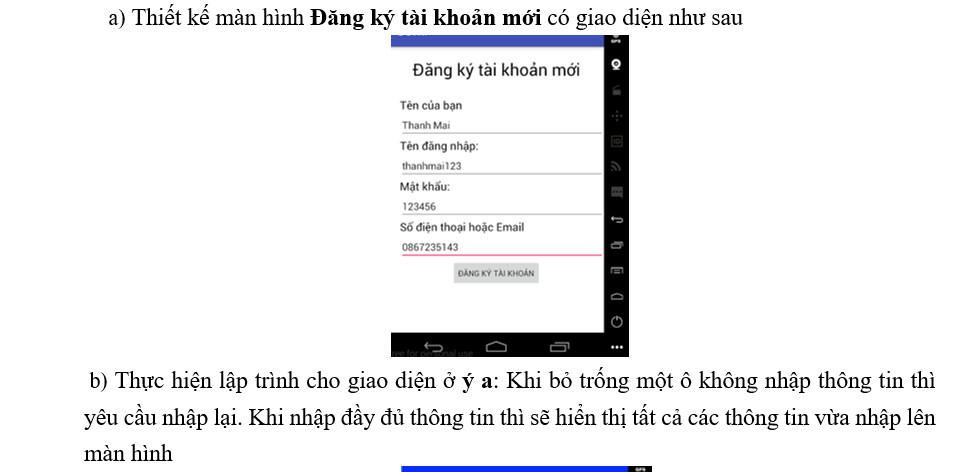 a) Thiết kế màn hình Đăng ký tài khoản mới có giao diện như sau
Đăng ký tài khoản mới
Tên của bạn
Thanh Mai
Tên đăng nhập:
thanhmai123
Mật khẩu:
123456
Số điện thoại hoặc Email
0867235143
ĐĂNG KÝ TÀI KHOẢN
free for personal use
b) Thực hiện lập trình cho giao diện ở ý a: Khi bỏ trống một ô không nhập thông tin thì
yêu cầu nhập lại. Khi nhập đầy đủ thông tin thì sẽ hiển thị tất cả các thông tin vừa nhập lên
màn hình